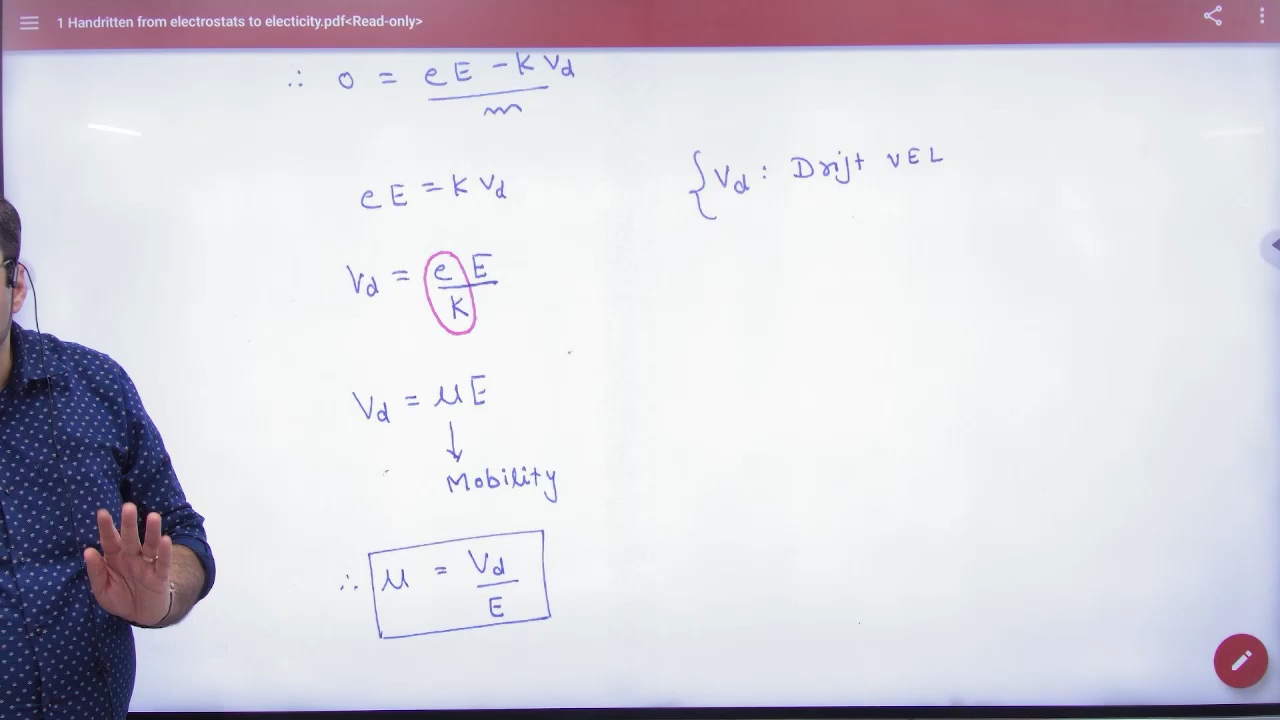 1 Handritten from electrostats to electicity.pdf<Read-only>
∴ 0 = eE - K Vd / m
eE = K Vd
{ Vd : Drift VEL
Vd = eE / K
Vd = μE
↓
Mobility
∴ μ = Vd / E